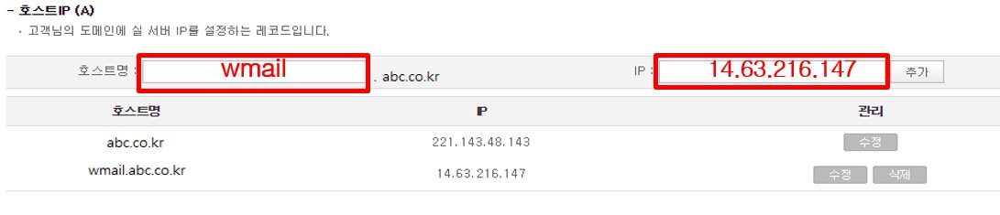 - 호스트IP (A)
· 고객님의 도메인에 실 서버 IP를 설정하는 레코드입니다.
호스트명 : wmail . abc.co.kr IP : 14.63.216.147 추가
호스트명 IP 관리
abc.co.kr 221.143.48.143 수정
wmail.abc.co.kr 14.63.216.147 수정 삭제